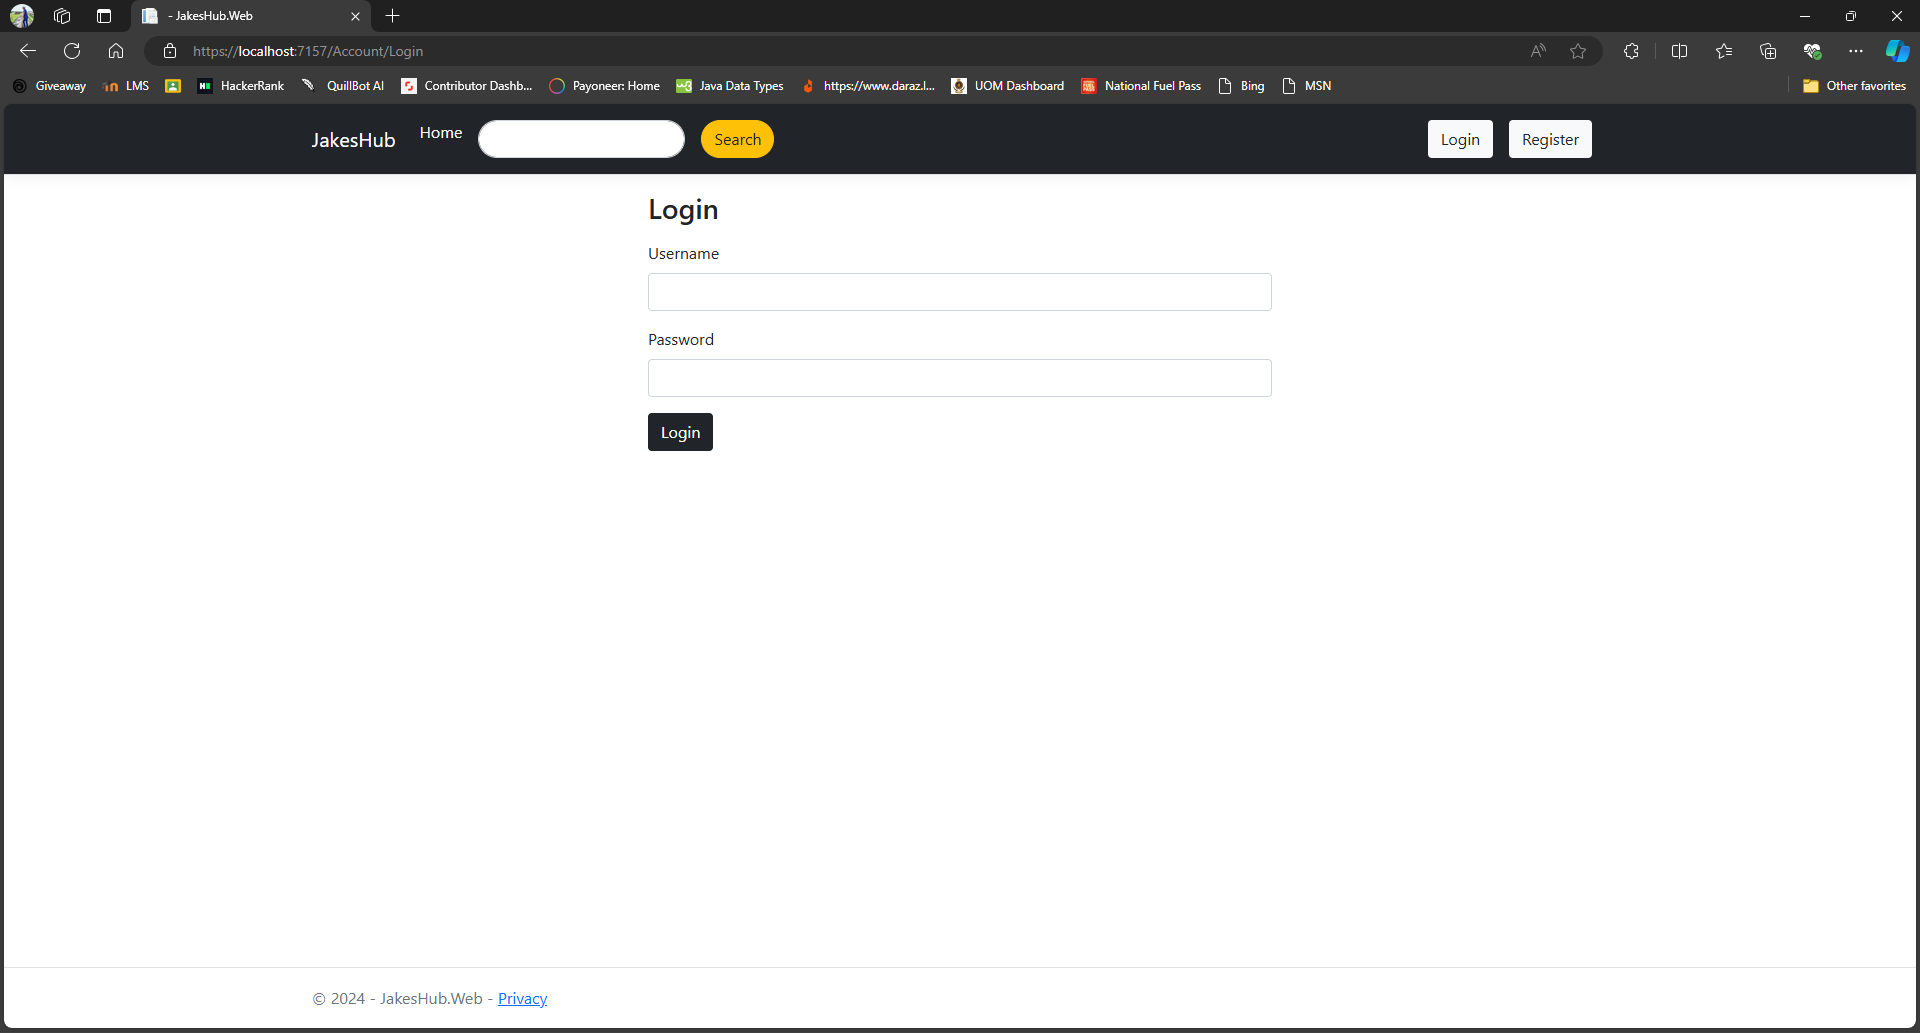 - JakesHub.Web
https://localhost:7157/Account/Login
Giveaway LMS HackerRank QuillBot AI Contributor Dashb... Payoneer: Home Java Data Types https://www.daraz.l... UOM Dashboard National Fuel Pass Bing MSN Other favorites
JakesHub Home Search Login Register
Login
Username
Password
Login
© 2024 - JakesHub.Web - Privacy